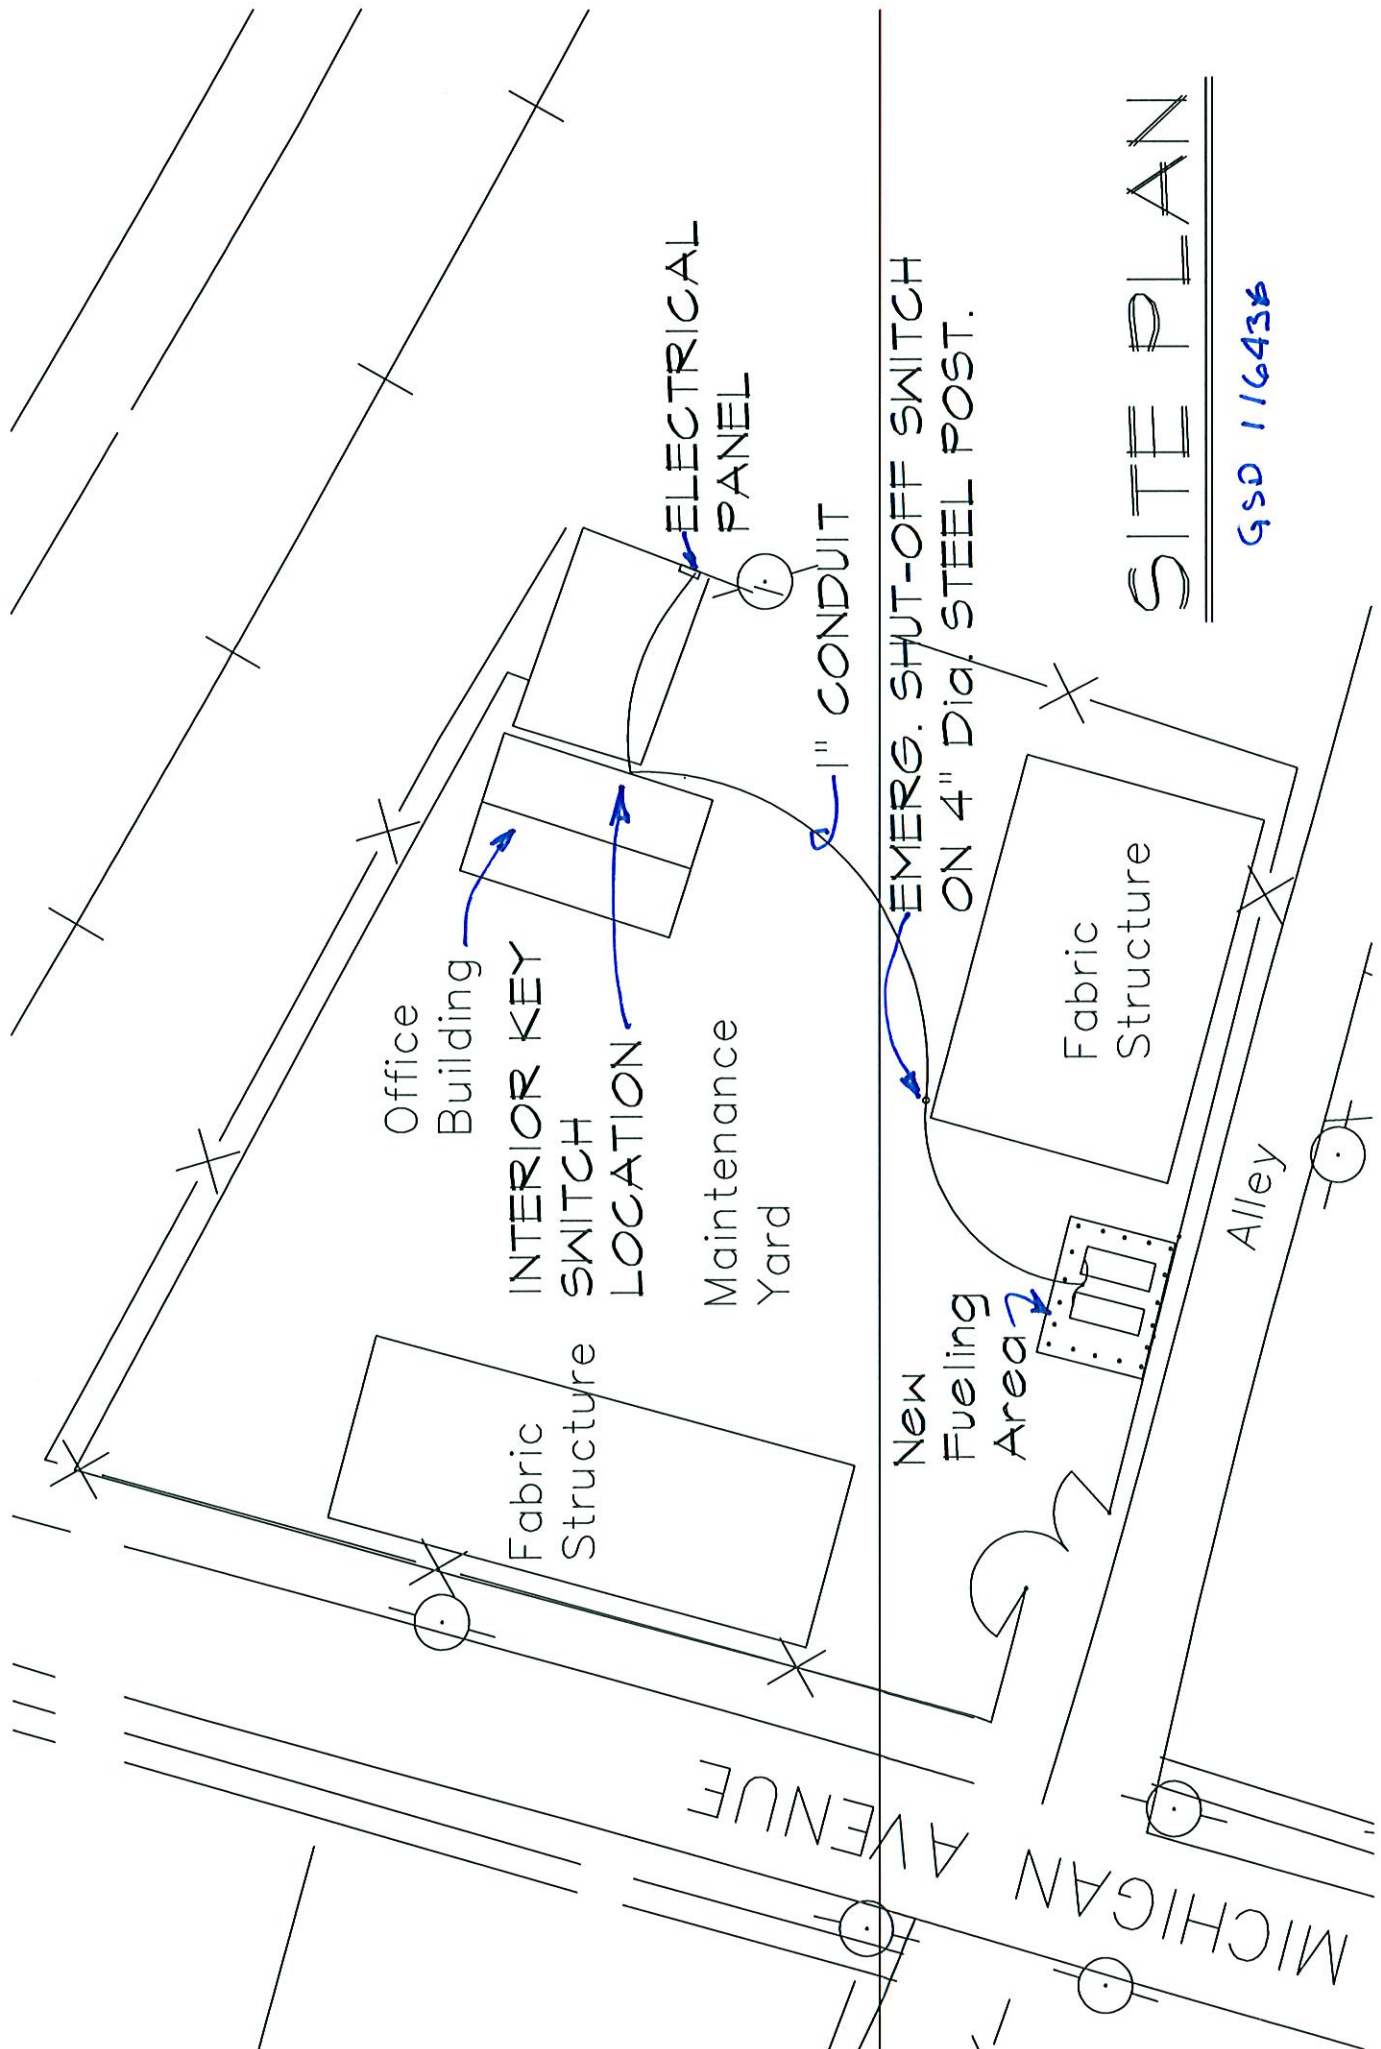 Office
Building
INTERIOR KEY
SWITCH
LOCATION
Maintenance
Yard
Fabric
Structure
ELECTRICAL
PANEL
1" CONDUIT
EMERG. SHUT-OFF SWITCH
ON 4" Dia. STEEL POST.
New
Fueling
Area
Fabric
Structure
Alley
MICHIGAN AVENUE
SITE PLAN
GSD 116438